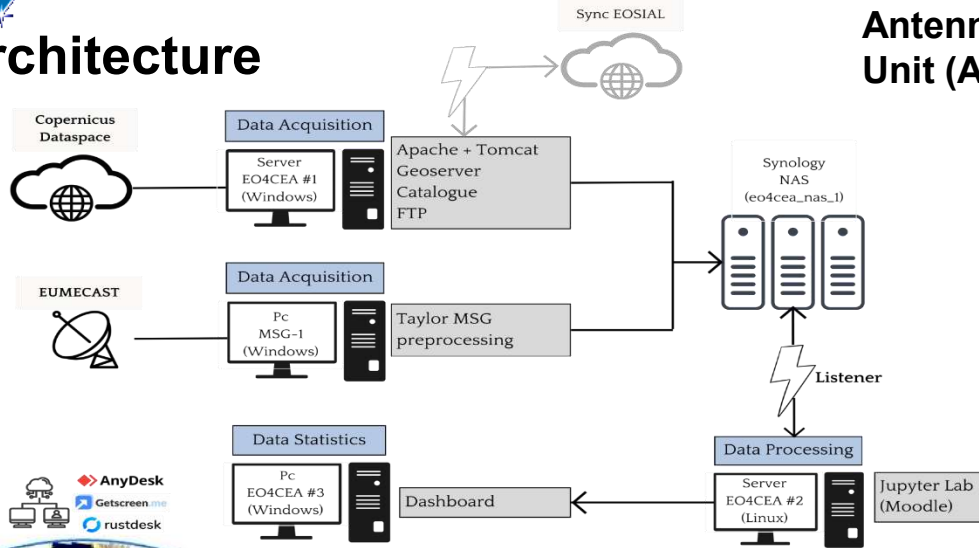 Sync EOSIAL
rchitecture
Antenn
Unit (A
Copernicus
Dataspace
Data Acquisition
Server
EO4CEA #1
(Windows)
Apache + Tomcat
Geoserver
Catalogue
FTP
Synology
NAS
(eo4cea_nas_1)
EUMECAST
Data Acquisition
Pc
MSG-1
(Windows)
Taylor MSG
preprocessing
Listener
Data Statistics
Pc
EO4CEA #3
(Windows)
Dashboard
Data Processing
Server
EO4CEA #2
(Linux)
Jupyter Lab
(Moodle)
AnyDesk
Getscreen.me
rustdesk